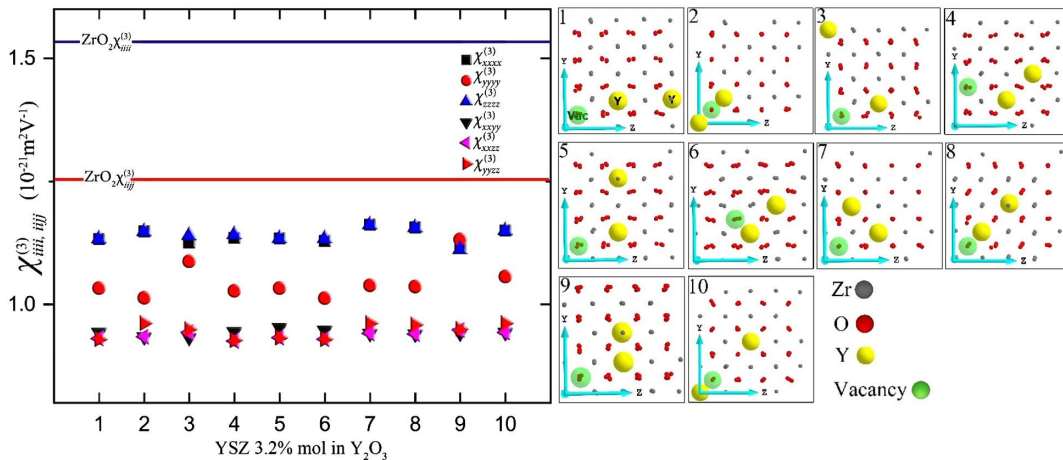 ZrO₂χ⁽³⁾iiii
1.5
χ⁽³⁾xxxx
χ⁽³⁾yyyy
χ⁽³⁾zzzz
χ⁽³⁾xxyy
χ⁽³⁾xxzz
χ⁽³⁾yyzz
ZrO₂χ⁽³⁾iijj
1.0
χ⁽³⁾iiii, iijj (10⁻²¹m²V⁻¹)
1 2 3 4 5 6 7 8 9 10
YSZ 3.2% mol in Y₂O₃
1
Y
Y
Y
Vac
Z
2
Y
Z
3
Y
Z
4
Y
Z
5
Y
Z
6
Y
Z
7
Y
Z
8
Y
Z
9
Y
Z
10
Y
Z
Zr
O
Y
Vacancy